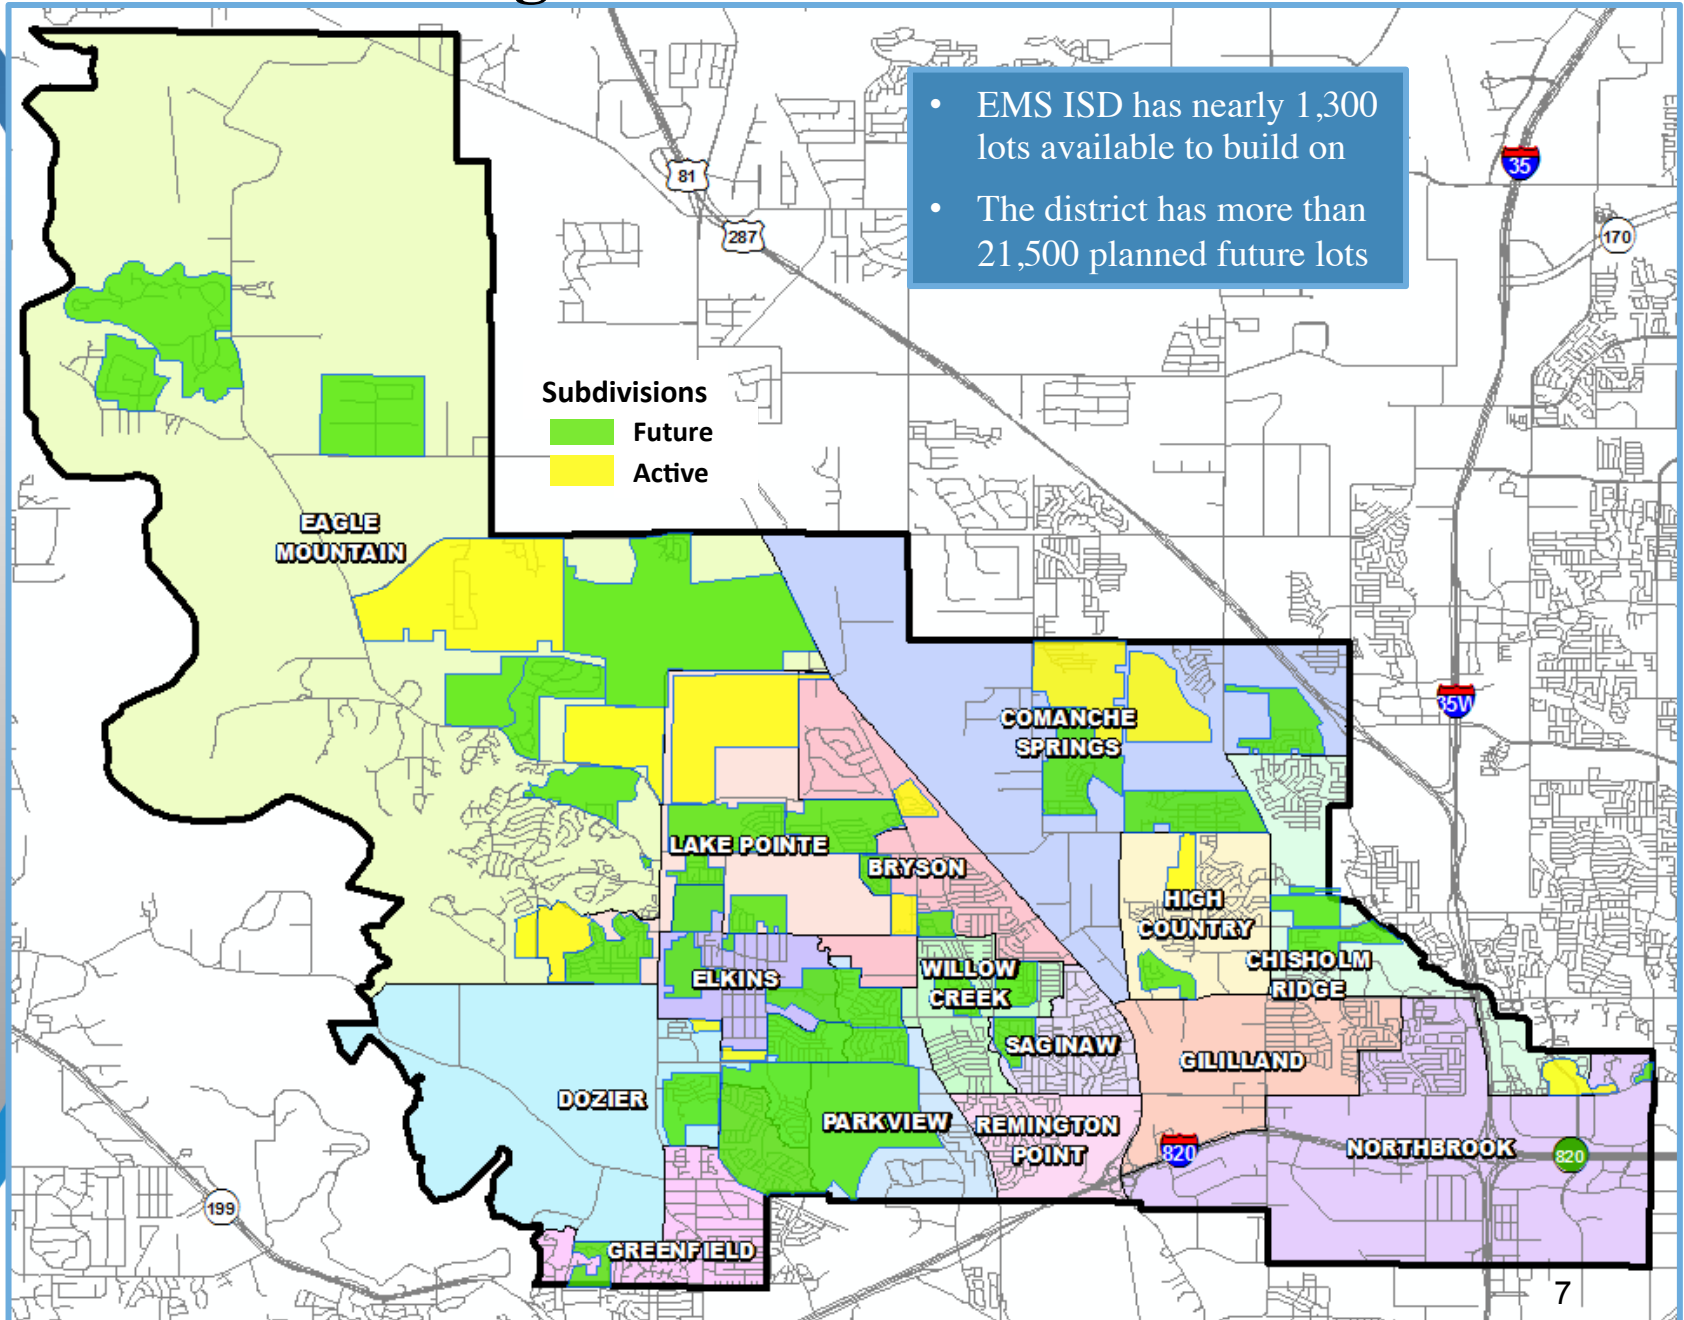 • EMS ISD has nearly 1,300
lots available to build on
• The district has more than
21,500 planned future lots
35
81
170
287
Subdivisions
Future
Active
EAGLE
MOUNTAIN
35W
COMANCHE
SPRINGS
LAKE POINTE
BRYSON
HIGH
COUNTRY
CHISHOLM
RIDGE
WILLOW
CREEK
ELKINS
SAGINAW
GILILLAND
DOZIER
PARKVIEW
REMINGTON
POINT
820
NORTHBROOK
820
199
GREENFIELD
7